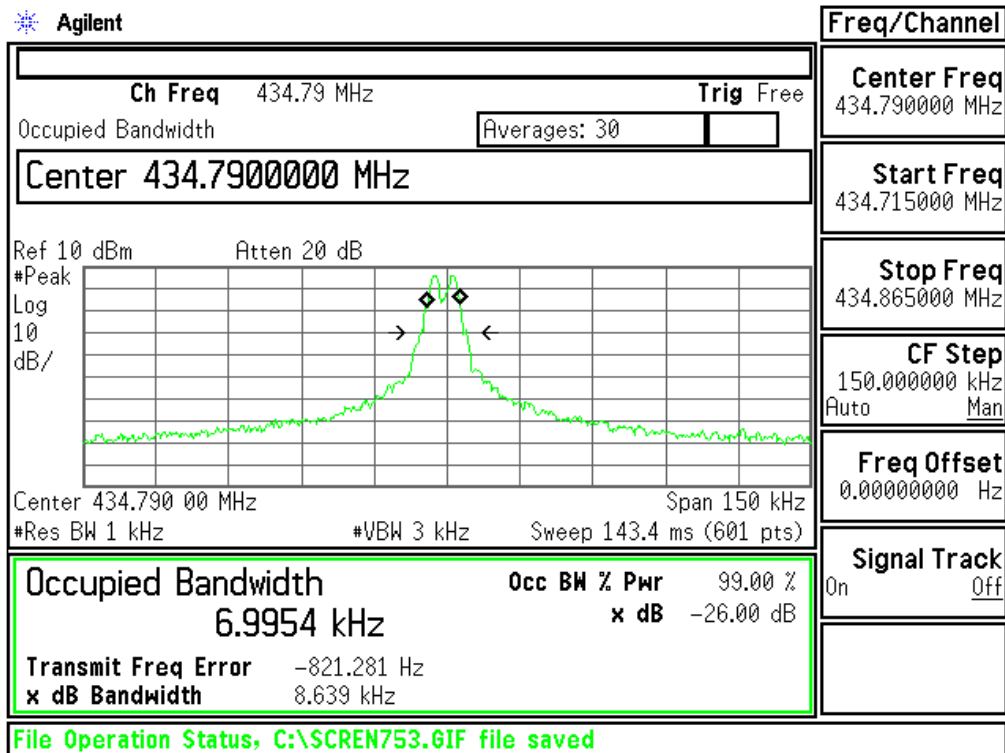 Agilent
Freq/Channel
Ch Freq 434.79 MHz Trig Free
Occupied Bandwidth Averages: 30
Center 434.7900000 MHz
Ref 10 dBm Atten 20 dB
#Peak
Log
10
dB/
Center 434.790 00 MHz Span 150 kHz
#Res BW 1 kHz #VBW 3 kHz Sweep 143.4 ms (601 pts)
Occupied Bandwidth Occ BW % Pwr 99.00 %
6.9954 kHz x dB -26.00 dB
Transmit Freq Error -821.281 Hz
x dB Bandwidth 8.639 kHz
Center Freq
434.790000 MHz
Start Freq
434.715000 MHz
Stop Freq
434.865000 MHz
CF Step
150.000000 kHz
Auto Man
Freq Offset
0.00000000 Hz
Signal Track
On Off
File Operation Status, C:\SCREN753.GIF file saved